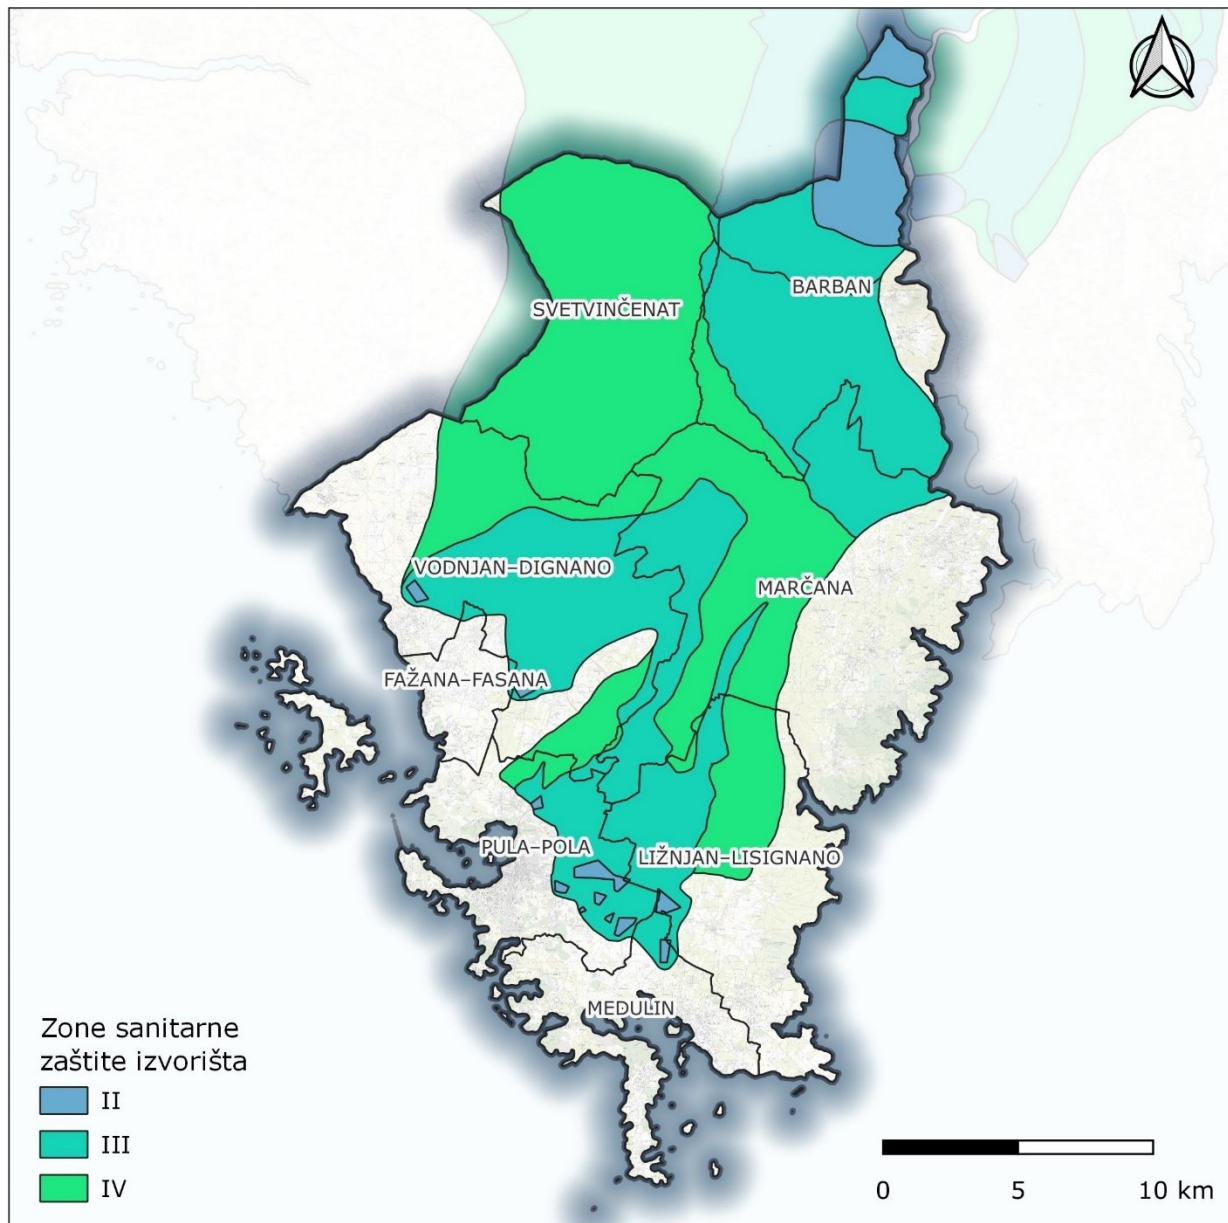 BARBAN
SVETVINČENAT
VODNJAN–DIGNANO
MARČANA
FAŽANA–FASANA
PULA–POLA
LIŽNJAN–LISIGNANO
MEDULIN
Zone sanitarne
zaštite izvorišta
II
III
IV
0 5 10 km